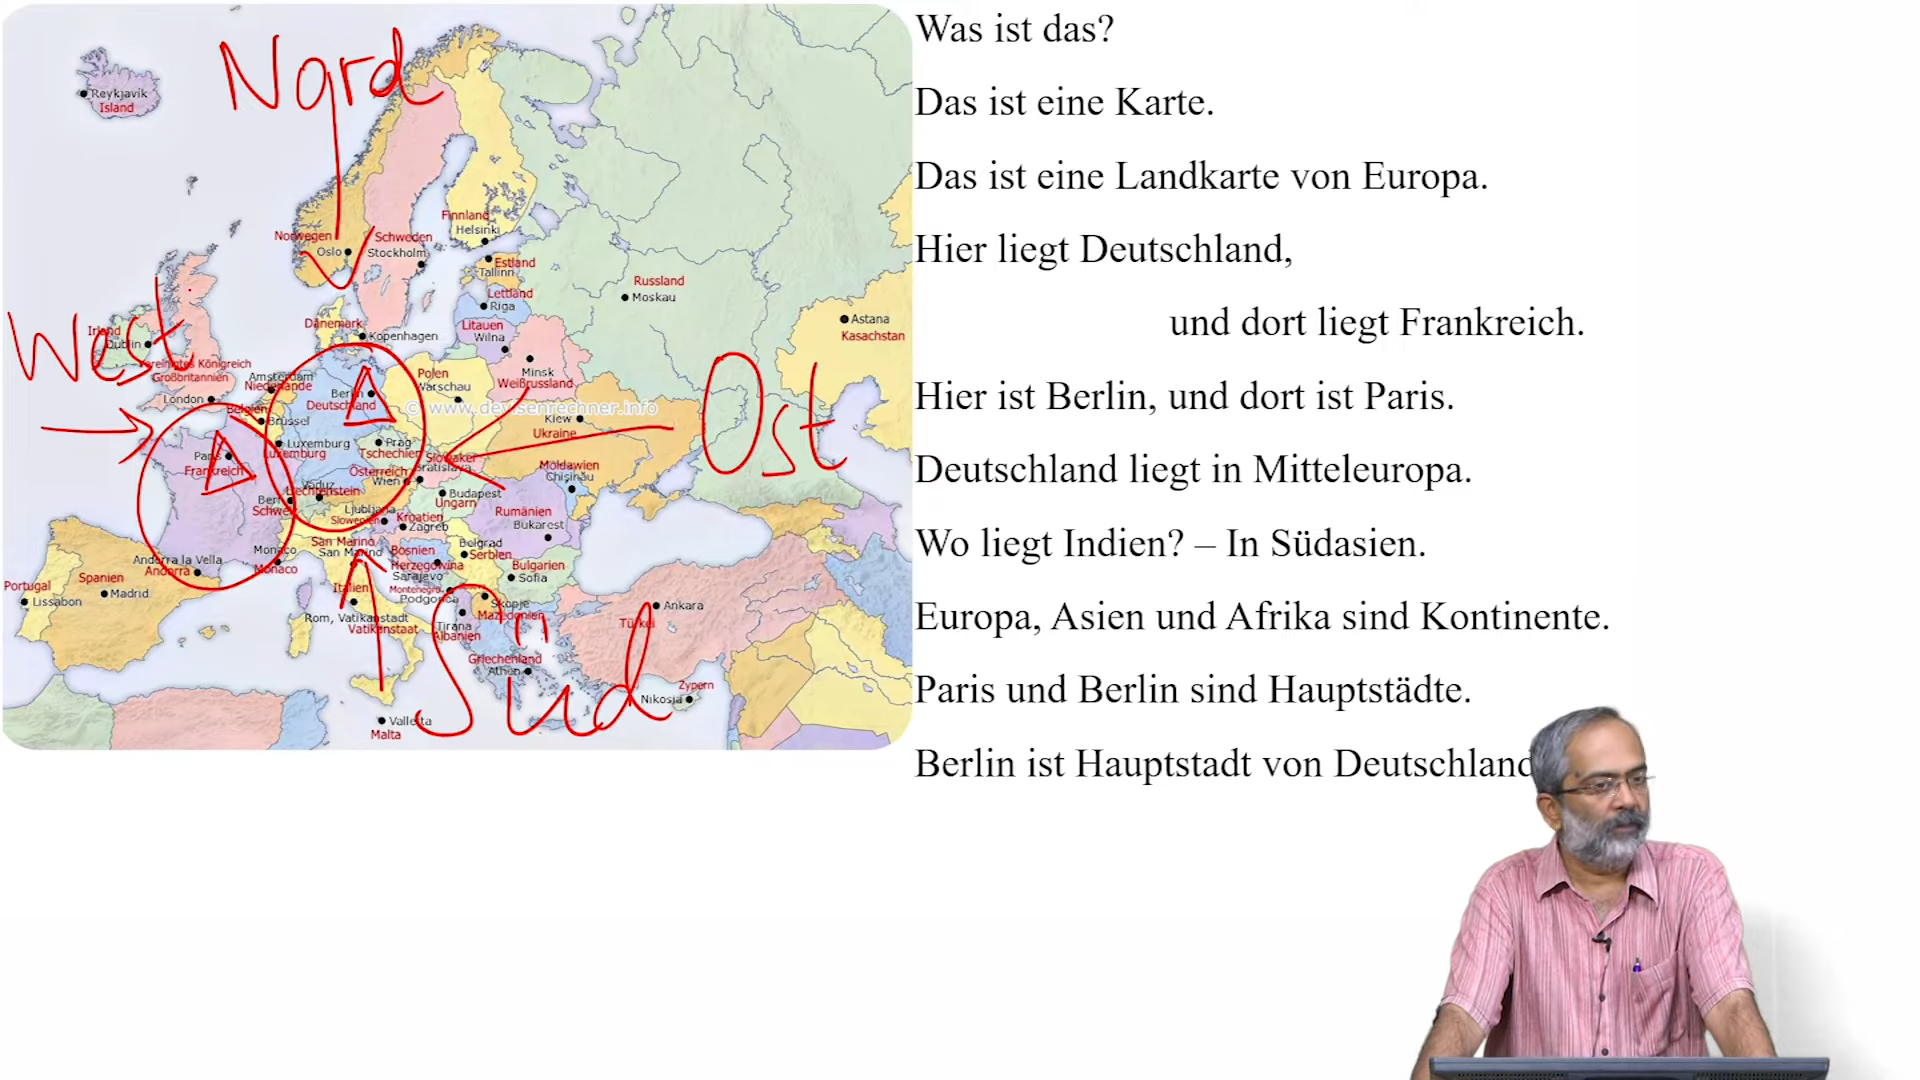 Was ist das?
Das ist eine Karte.
Das ist eine Landkarte von Europa.
Hier liegt Deutschland,
und dort liegt Frankreich.
Hier ist Berlin, und dort ist Paris.
Deutschland liegt in Mitteleuropa.
Wo liegt Indien? – In Südasien.
Europa, Asien und Afrika sind Kontinente.
Paris und Berlin sind Hauptstädte.
Berlin ist Hauptstadt von Deutschland
Nord
West
Ost
Süd
Reykjavik
Island
Finnland
Helsinki
Norwegen
Oslo
Schweden
Stockholm
Estland
Tallinn
Russland
Moskau
Lettland
Riga
Astana
Kasachstan
Irland
Dublin
Dänemark
Kopenhagen
Litauen
Wilna
Vereinigtes Königreich
Großbritannien
London
Amsterdam
Niederlande
Berlin
Deutschland
Polen
Warschau
Minsk
Weißrussland
© www.devisenrechner.info
Belgien
Brüssel
Kiew
Ukraine
Luxemburg
Luxemburg
Prag
Tschechien
Paris
Frankreich
Slowakei
Bratislava
Österreich
Wien
Moldawien
Chisinău
Vaduz
Liechtenstein
Bern
Schweiz
Budapest
Ungarn
Rumänien
Bukarest
Ljubljana
Slowenien
Kroatien
Zagreb
San Marino
San Marino
Monaco
Monaco
Belgrad
Serbien
Bosnien
Herzegowina
Sarajevo
Andorra la Vella
Andorra
Bulgarien
Sofia
Portugal
Lissabon
Spanien
Madrid
Italien
Rom, Vatikanstadt
Vatikanstaat
Montenegro
Podgorica
Skopje
Mazedonien
Tirana
Albanien
Ankara
Türkei
Griechenland
Athen
Zypern
Nikosia
Valletta
Malta